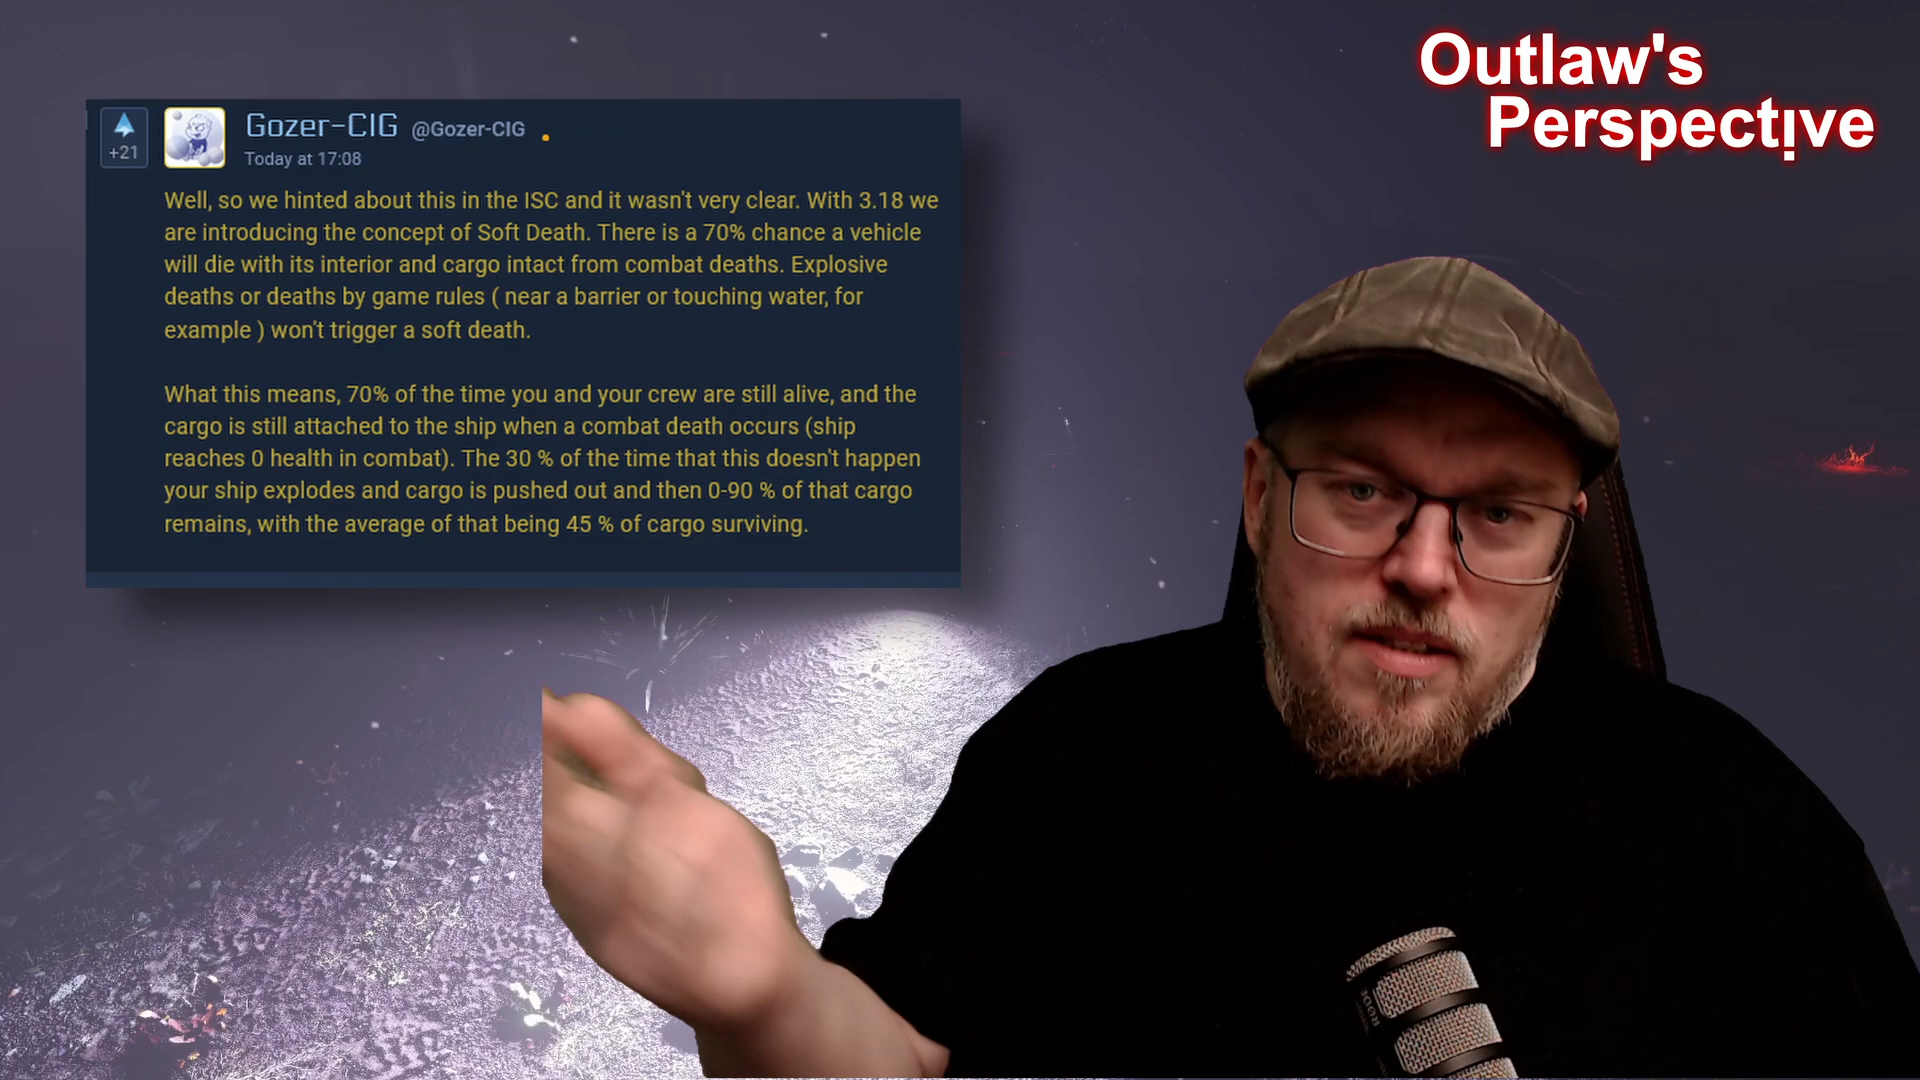 Outlaw's
Perspective
+21
Gozer-CIG @Gozer-CIG
Today at 17:08
Well, so we hinted about this in the ISC and it wasn't very clear. With 3.18 we
are introducing the concept of Soft Death. There is a 70% chance a vehicle
will die with its interior and cargo intact from combat deaths. Explosive
deaths or deaths by game rules ( near a barrier or touching water, for
example ) won't trigger a soft death.
What this means, 70% of the time you and your crew are still alive, and the
cargo is still attached to the ship when a combat death occurs (ship
reaches 0 health in combat). The 30 % of the time that this doesn't happen
your ship explodes and cargo is pushed out and then 0-90 % of that cargo
remains, with the average of that being 45 % of cargo surviving.
RØDE